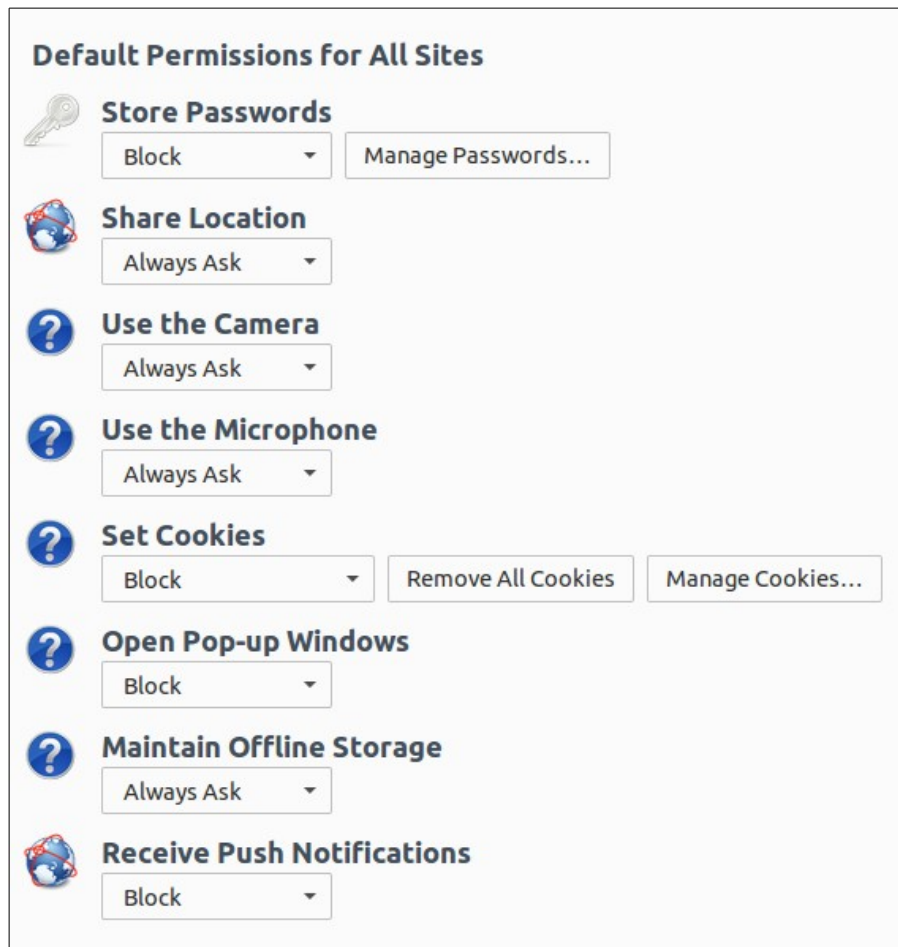 Default Permissions for All Sites
Store Passwords
Block Manage Passwords...
Share Location
Always Ask
Use the Camera
Always Ask
Use the Microphone
Always Ask
Set Cookies
Block Remove All Cookies Manage Cookies...
Open Pop-up Windows
Block
Maintain Offline Storage
Always Ask
Receive Push Notifications
Block